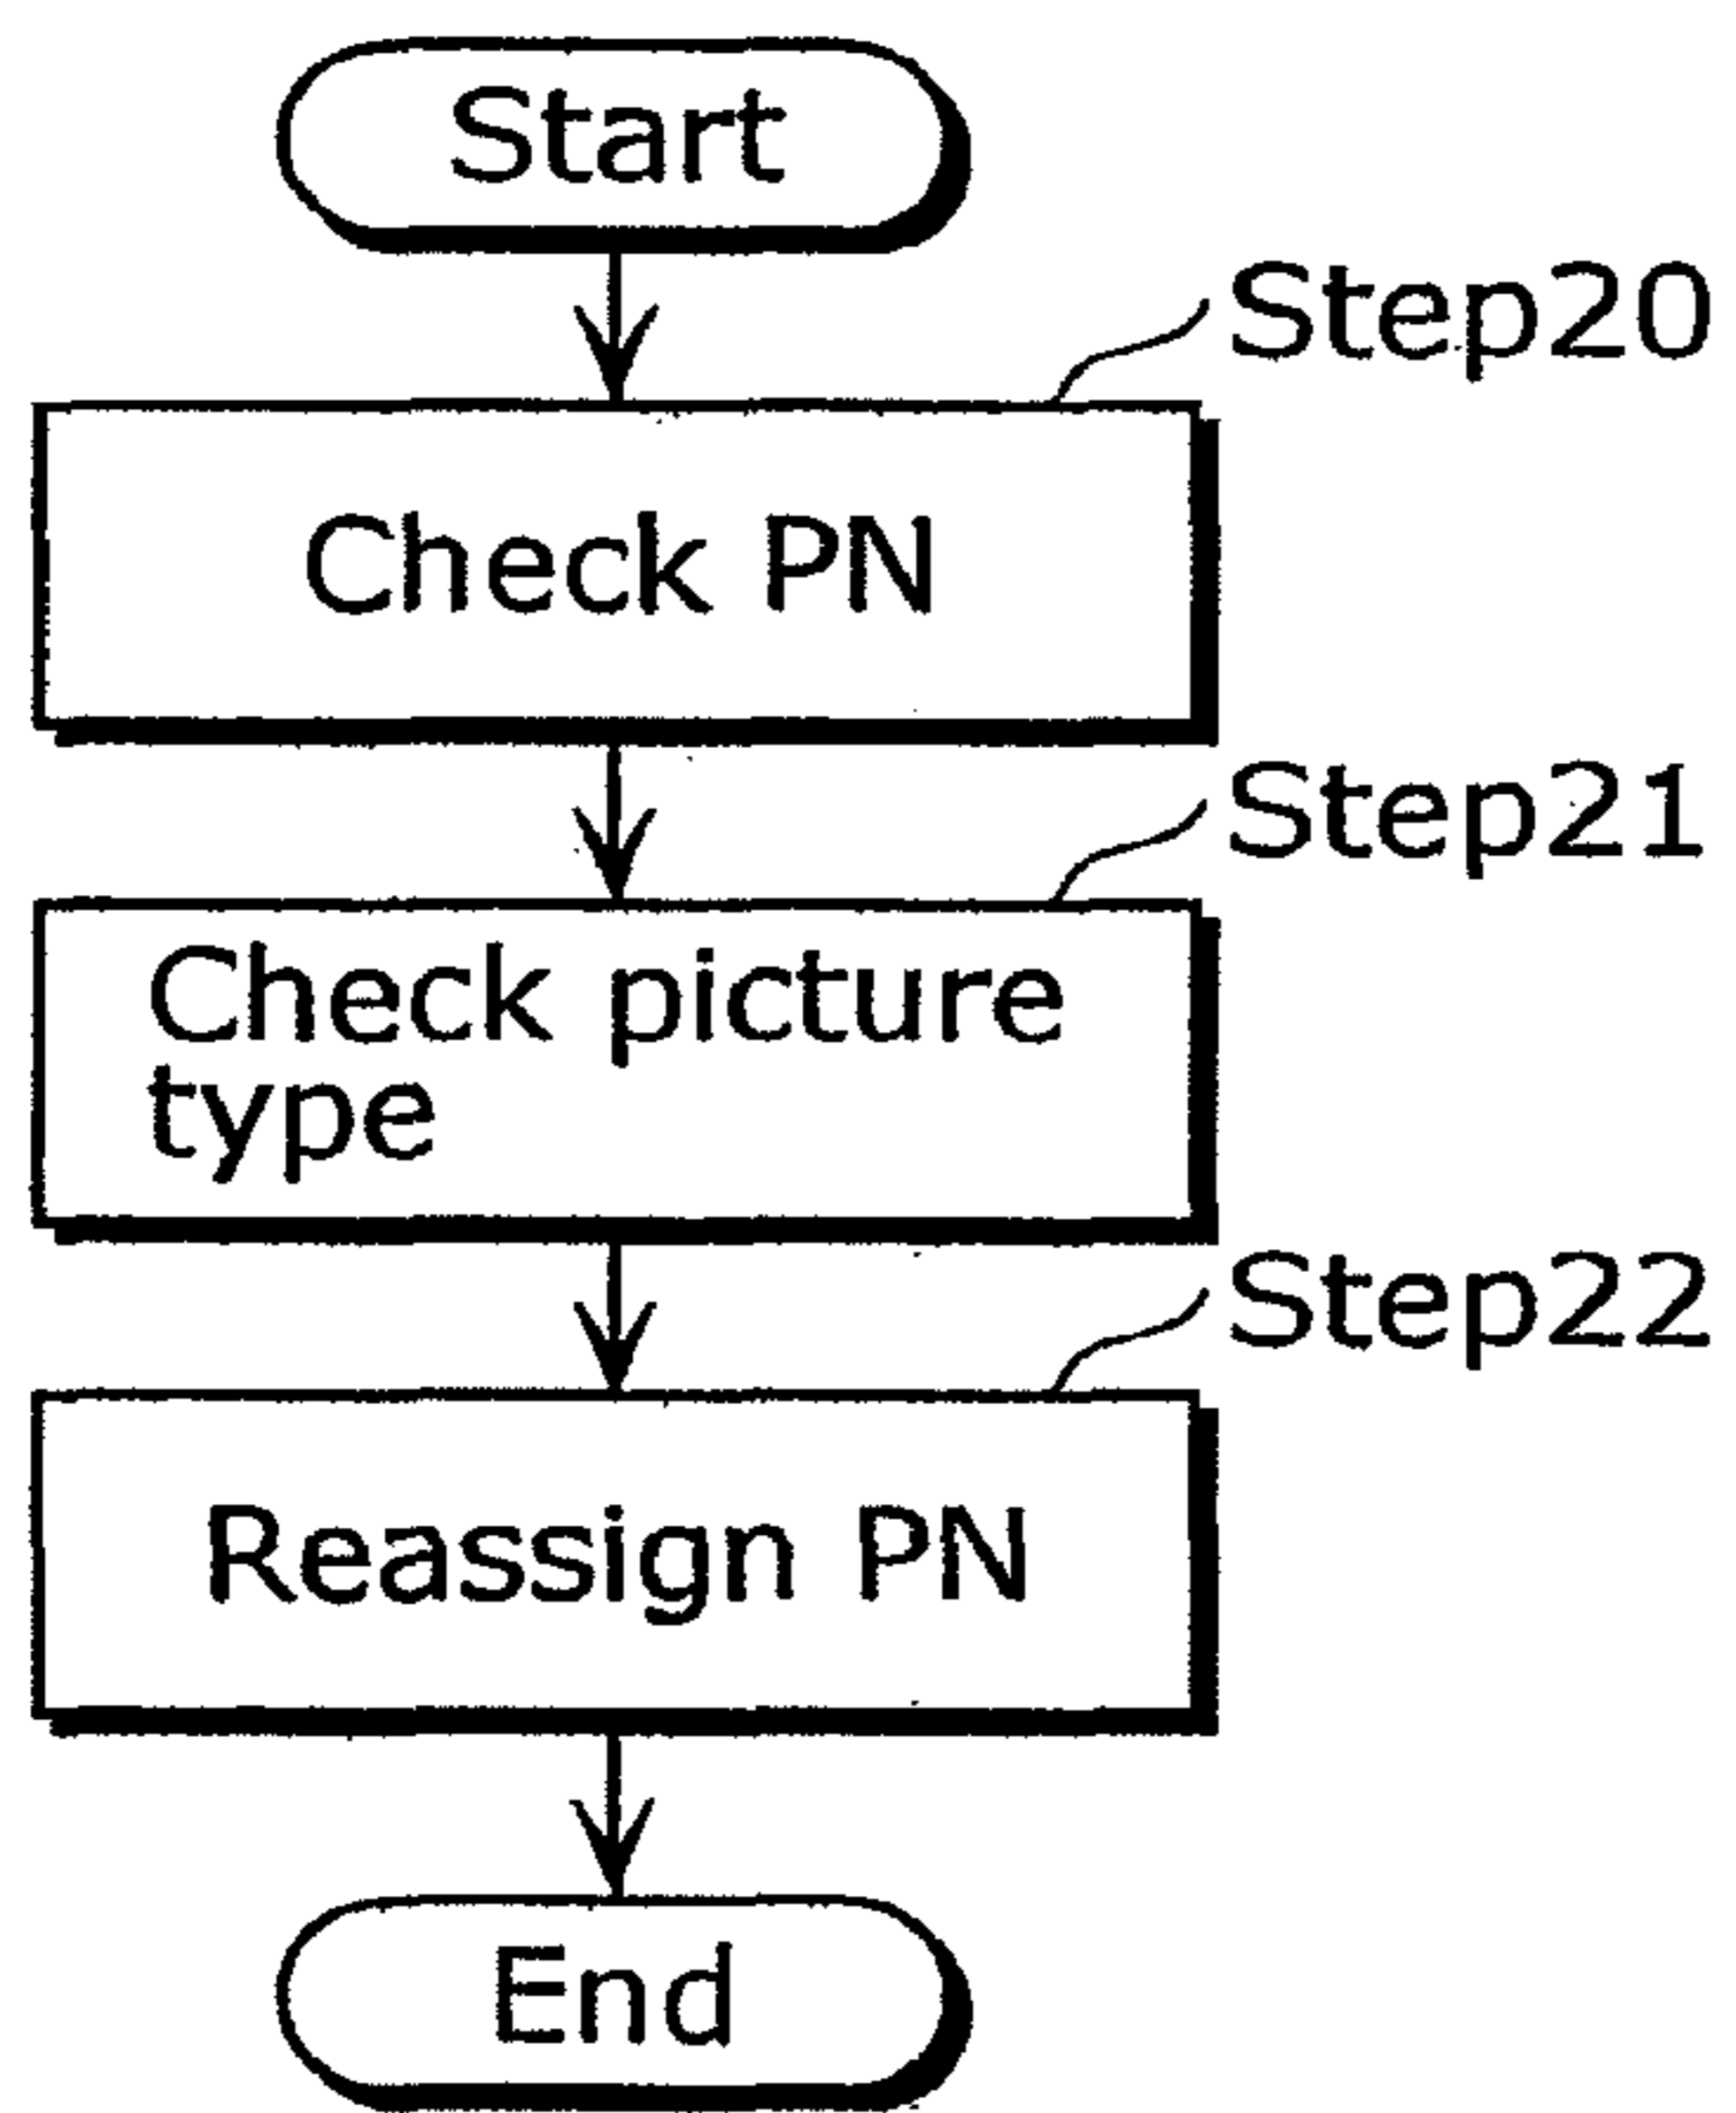 Start
Step20
Check PN
Step21
Check picture
type
Step22
Reassign PN
End